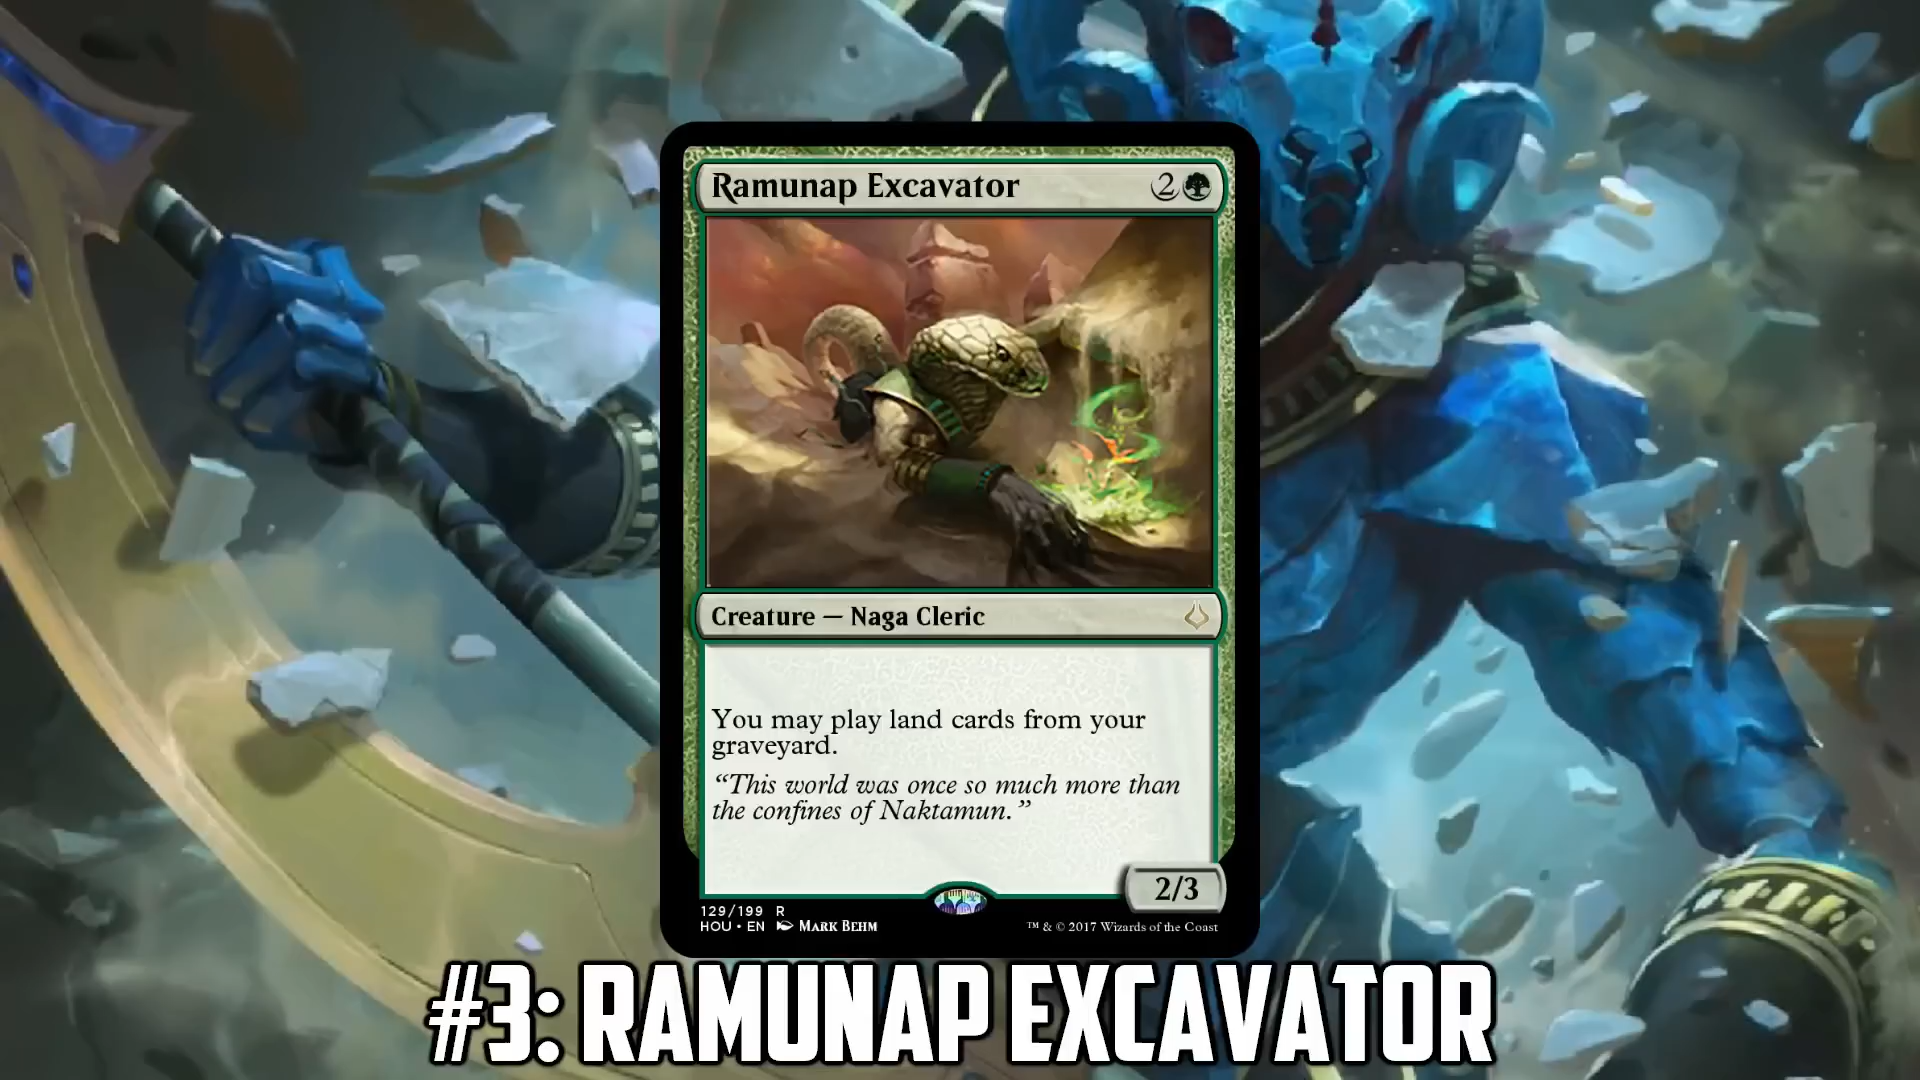 Ramunap Excavator 2
Creature — Naga Cleric
You may play land cards from your
graveyard.
“This world was once so much more than
the confines of Naktamun.”
2/3
129/199 R
HOU • EN MARK BEHM
™ & © 2017 Wizards of the Coast
#3: RAMUNAP EXCAVATOR